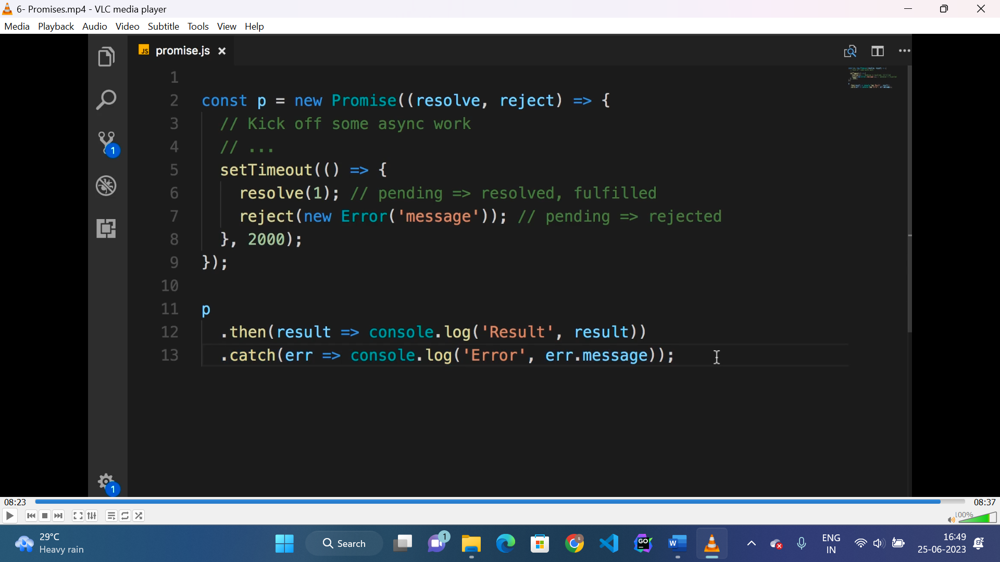 6- Promises.mp4 - VLC media player
Media Playback Audio Video Subtitle Tools View Help
JS promise.js
1
2 const p = new Promise((resolve, reject) => {
3 // Kick off some async work
4 // ...
5 setTimeout(() => {
6 resolve(1); // pending => resolved, fulfilled
7 reject(new Error('message')); // pending => rejected
8 }, 2000);
9 });
10
11 p
12 .then(result => console.log('Result', result))
13 .catch(err => console.log('Error', err.message));
1
1
08:23 08:37
100%
29°C
Heavy rain
Search
1
GO
W
S
ENG
IN
16:49
25-06-2023